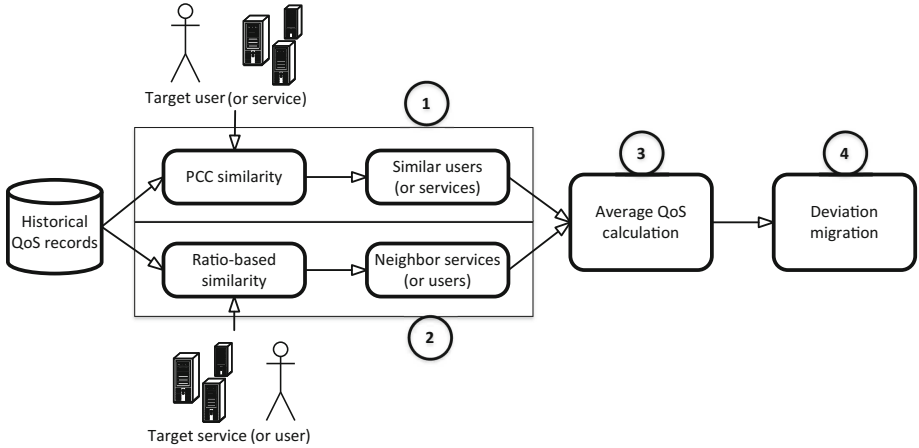 Target user (or service)
1
PCC similarity
Similar users
(or services)
3
4
Historical
QoS records
Average QoS
calculation
Deviation
migration
Ratio-based
similarity
Neighbor services
(or users)
2
Target service (or user)